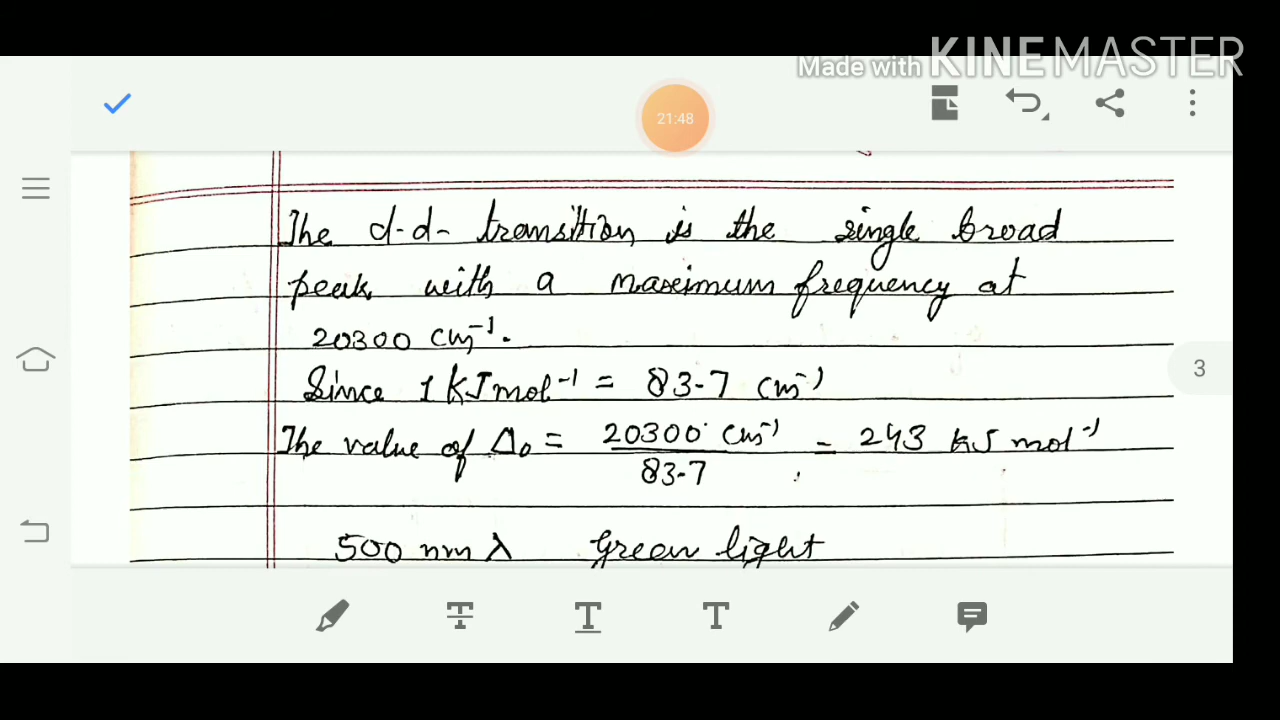 Made with KINEMASTER
21:48
The d-d- transition is the single broad
peak with a maximum frequency at
20300 cm⁻¹.
Since 1 kJ mol⁻¹ = 83.7 cm⁻¹
The value of Δ₀ = 20300 cm⁻¹ / 83.7 = 243 kJ mol⁻¹
3
500 nm λ Green light
T T T